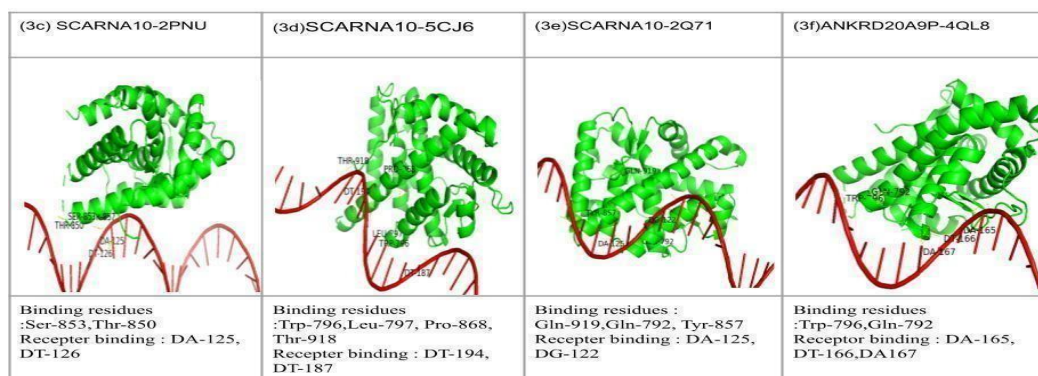 (3c) SCARNA10-2PNU
(3d)SCARNA10-5CJ6
(3e)SCARNA10-2Q71
(3f)ANKRD20A9P-4QL8
THR-850
DA-125
DT-126
THR-918
LEU-797
TRP-796
DT-187
GLN-919
DA-125
DA-165
DT-166
DA-167
Binding residues
:Ser-853,Thr-850
Recepter binding : DA-125,
DT-126
Binding residues
:Trp-796,Leu-797, Pro-868,
Thr-918
Recepter binding : DT-194,
DT-187
Binding residues :
Gln-919,Gln-792, Tyr-857
Recepter binding : DA-125,
DG-122
Binding residues
:Trp-796,Gln-792
Receptor binding : DA-165,
DT-166,DA167